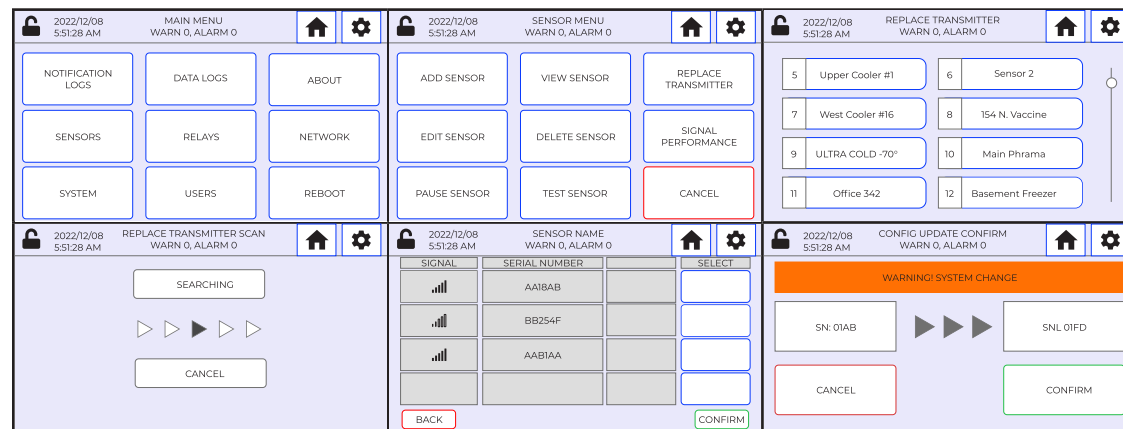 2022/12/08
5:51:28 AM
MAIN MENU
WARN 0, ALARM 0
NOTIFICATION
LOGS
DATA LOGS
ABOUT
SENSORS
RELAYS
NETWORK
SYSTEM
USERS
REBOOT
2022/12/08
5:51:28 AM
SENSOR MENU
WARN 0, ALARM 0
ADD SENSOR
VIEW SENSOR
REPLACE
TRANSMITTER
EDIT SENSOR
DELETE SENSOR
SIGNAL
PERFORMANCE
PAUSE SENSOR
TEST SENSOR
CANCEL
2022/12/08
5:51:28 AM
REPLACE TRANSMITTER
WARN 0, ALARM 0
5 Upper Cooler #1
6 Sensor 2
7 West Cooler #16
8 154 N. Vaccine
9 ULTRA COLD -70°
10 Main Phrama
11 Office 342
12 Basement Freezer
2022/12/08
5:51:28 AM
REPLACE TRANSMITTER SCAN
WARN 0, ALARM 0
SEARCHING
CANCEL
2022/12/08
5:51:28 AM
SENSOR NAME
WARN 0, ALARM 0
SIGNAL SERIAL NUMBER SELECT
AA18AB
BB254F
AAB1AA
BACK
CONFIRM
2022/12/08
5:51:28 AM
CONFIG UPDATE CONFIRM
WARN 0, ALARM 0
WARNING! SYSTEM CHANGE
SN: 01AB
SNL 01FD
CANCEL
CONFIRM